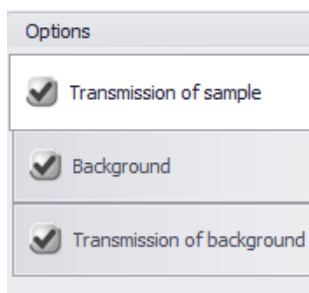 Options
Transmission of sample
Background
Transmission of background